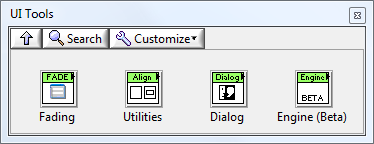 UI Tools
Search Customize
FADE Align Dialog Engine
BETA
Fading Utilities Dialog Engine (Beta)